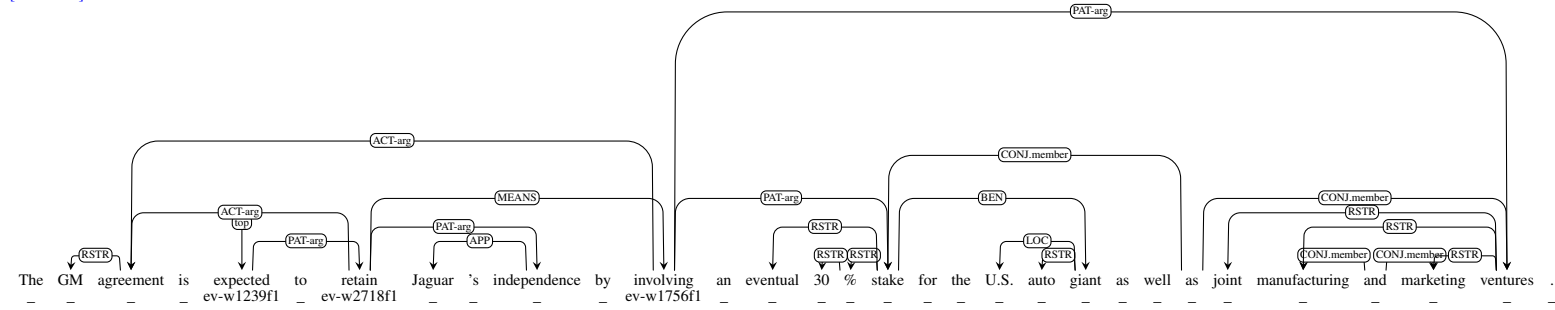 PAT-arg
ACT-arg
CONJ.member
MEANS PAT-arg BEN CONJ.member
ACT-arg RSTR
top
PAT-arg RSTR RSTR
PAT-arg APP LOC
RSTR RSTR RSTR RSTR CONJ.member CONJ.member RSTR
The GM agreement is expected to retain Jaguar 's independence by involving an eventual 30 % stake for the U.S. auto giant as well as joint manufacturing and marketing ventures .
_ _ _ _ ev-w1239f1 _ ev-w2718f1 _ _ _ _ ev-w1756f1 _ _ _ _ _ _ _ _ _ _ _ _ _ _ _ _ _ _ _